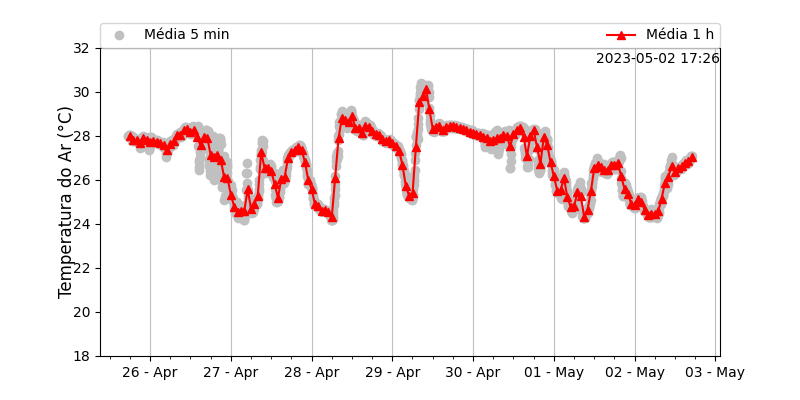 Média 5 min
Média 1 h
2023-05-02 17:26
Temperatura do Ar (°C)
32
30
28
26
24
22
20
18
26 - Apr
27 - Apr
28 - Apr
29 - Apr
30 - Apr
01 - May
02 - May
03 - May